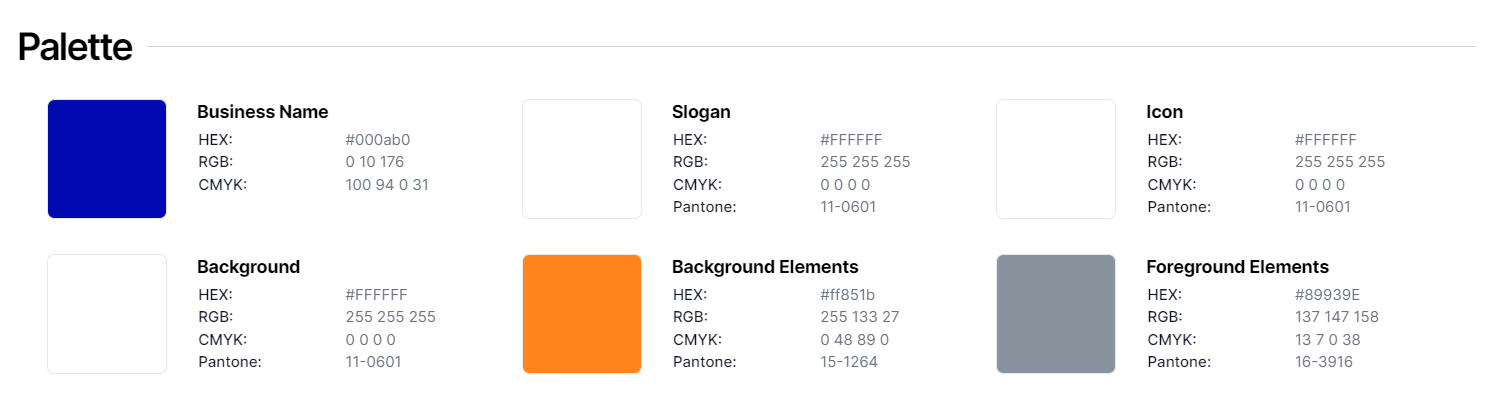 Palette
Business Name
HEX: #000ab0
RGB: 0 10 176
CMYK: 100 94 0 31
Slogan
HEX: #FFFFFF
RGB: 255 255 255
CMYK: 0 0 0 0
Pantone: 11-0601
Icon
HEX: #FFFFFF
RGB: 255 255 255
CMYK: 0 0 0 0
Pantone: 11-0601
Background
HEX: #FFFFFF
RGB: 255 255 255
CMYK: 0 0 0 0
Pantone: 11-0601
Background Elements
HEX: #ff851b
RGB: 255 133 27
CMYK: 0 48 89 0
Pantone: 15-1264
Foreground Elements
HEX: #89939E
RGB: 137 147 158
CMYK: 13 7 0 38
Pantone: 16-3916